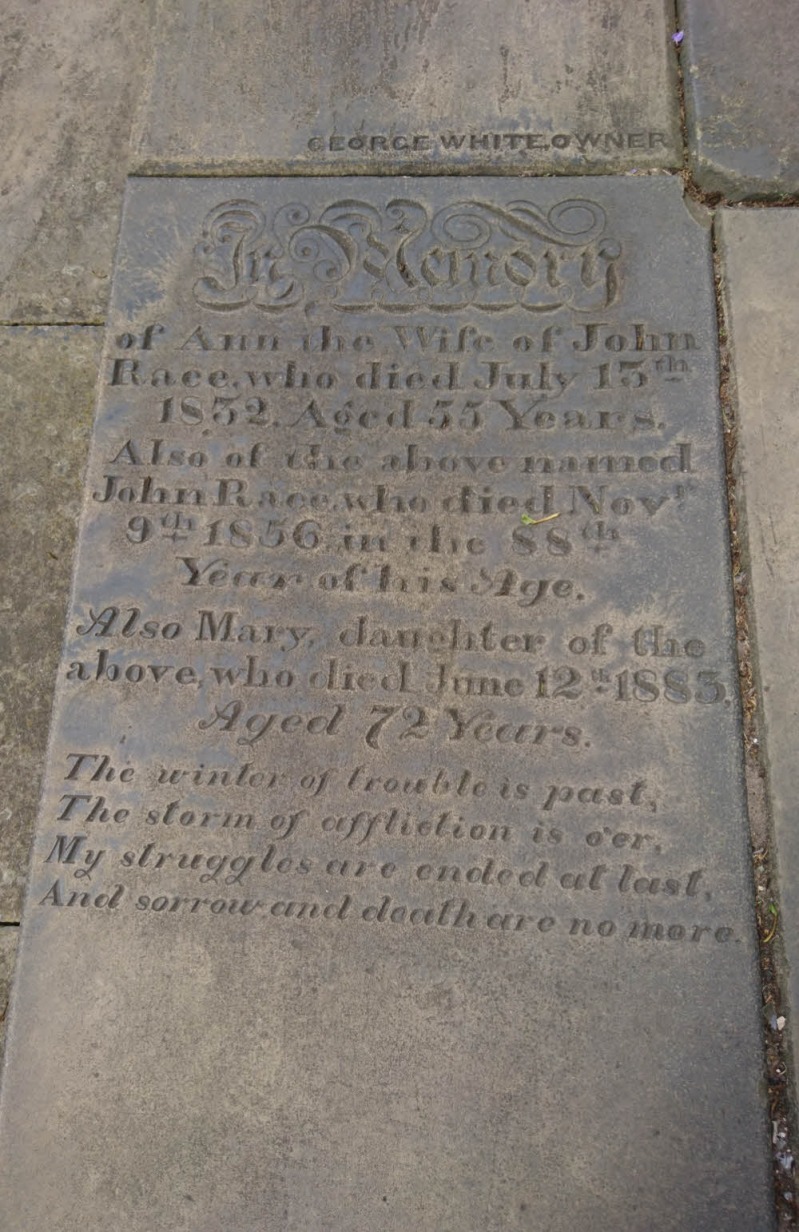 GEORGE WHITE.OWNER
In Memory
of Ann the Wife of John
Race, who died July 13th
1832, Aged 55 Years.
Also of the above named
John Race, who died Novr
9th 1856, in the 88th
Year of his Age.
Also Mary, daughter of the
above, who died June 12th 1883,
Aged 72 Years.
The winter of trouble is past,
The storm of affliction is o'er,
My struggles are ended at last,
And sorrow and death are no more.